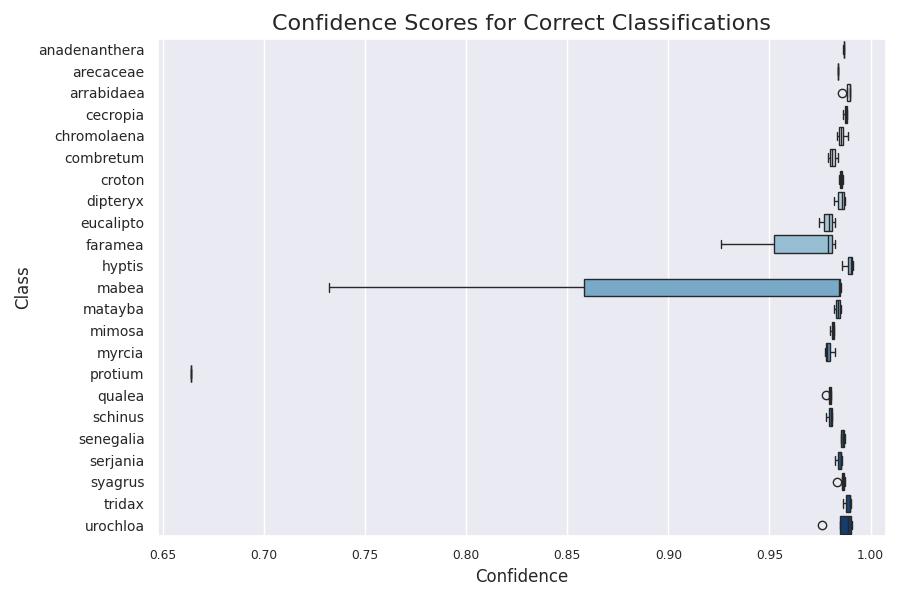 Confidence Scores for Correct Classifications
anadenanthera
arecaceae
arrabidaea
cecropia
chromolaena
combretum
croton
dipteryx
eucalipto
faramea
hyptis
mabea
matayba
mimosa
myrcia
protium
qualea
schinus
senegalia
serjania
syagrus
tridax
urochloa
Class
0.65 0.70 0.75 0.80 0.85 0.90 0.95 1.00
Confidence